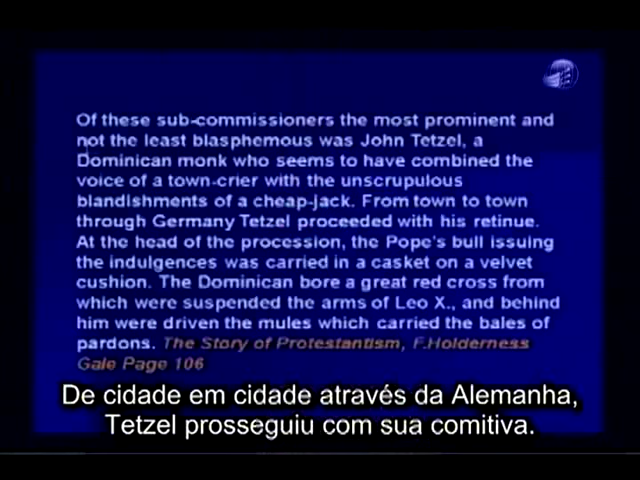 Of these sub-commissioners the most prominent and
not the least blasphemous was John Tetzel, a
Dominican monk who seems to have combined the
voice of a town-crier with the unscrupulous
blandishments of a cheap-jack. From town to town
through Germany Tetzel proceeded with his retinue.
At the head of the procession, the Pope's bull issuing
the indulgences was carried in a casket on a velvet
cushion. The Dominican bore a great red cross from
which were suspended the arms of Leo X., and behind
him were driven the mules which carried the bales of
pardons. The Story of Protestantism, F.Holderness
Gale Page 106
De cidade em cidade através da Alemanha,
Tetzel prosseguiu com sua comitiva.